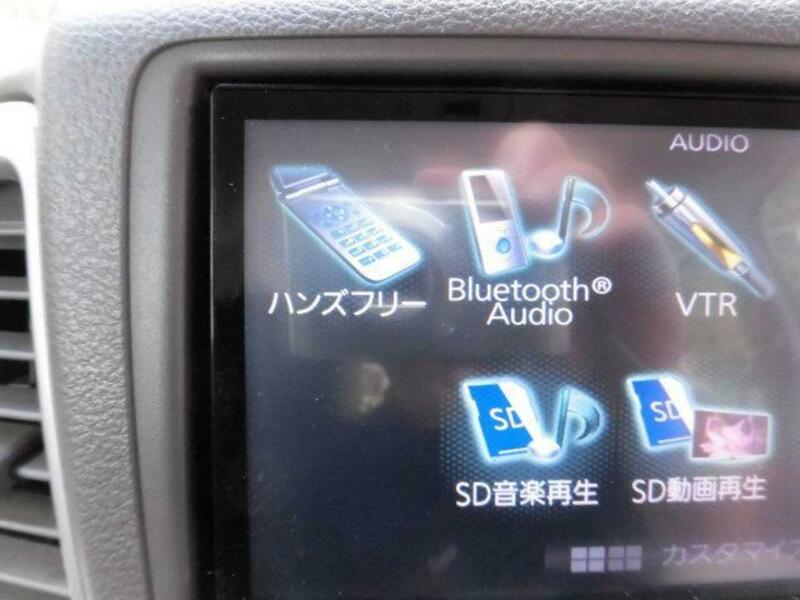 AUDIO
ハンズフリー
Bluetooth®
Audio
VTR
SD
SD
SD音楽再生
SD動画再生
カスタマイズ